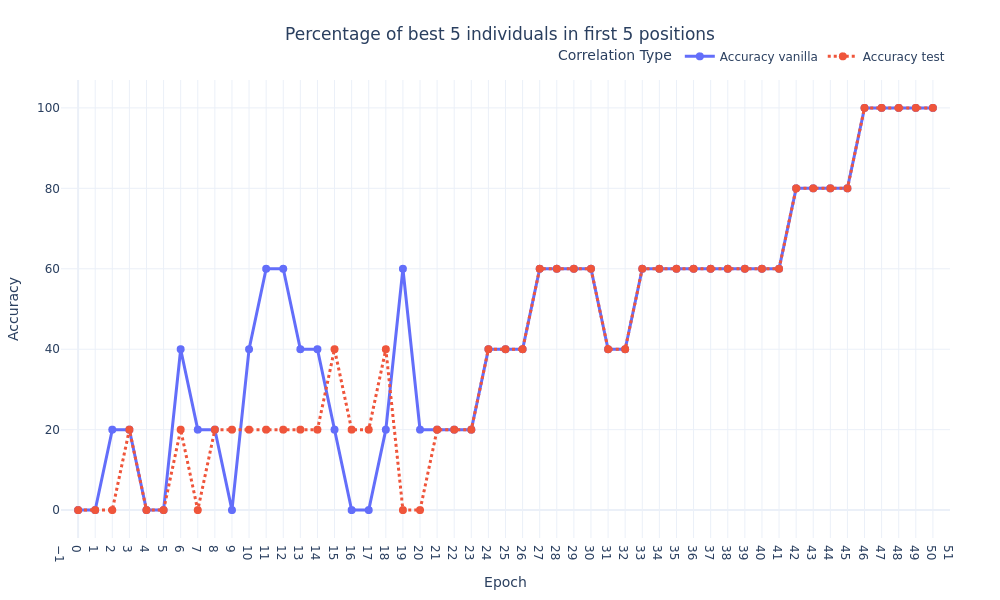 Percentage of best 5 individuals in first 5 positions
Correlation Type Accuracy vanilla Accuracy test
100
80
60
40
20
0
Accuracy
−1 0 1 2 3 4 5 6 7 8 9 10 11 12 13 14 15 16 17 18 19 20 21 22 23 24 25 26 27 28 29 30 31 32 33 34 35 36 37 38 39 40 41 42 43 44 45 46 47 48 49 50 51
Epoch